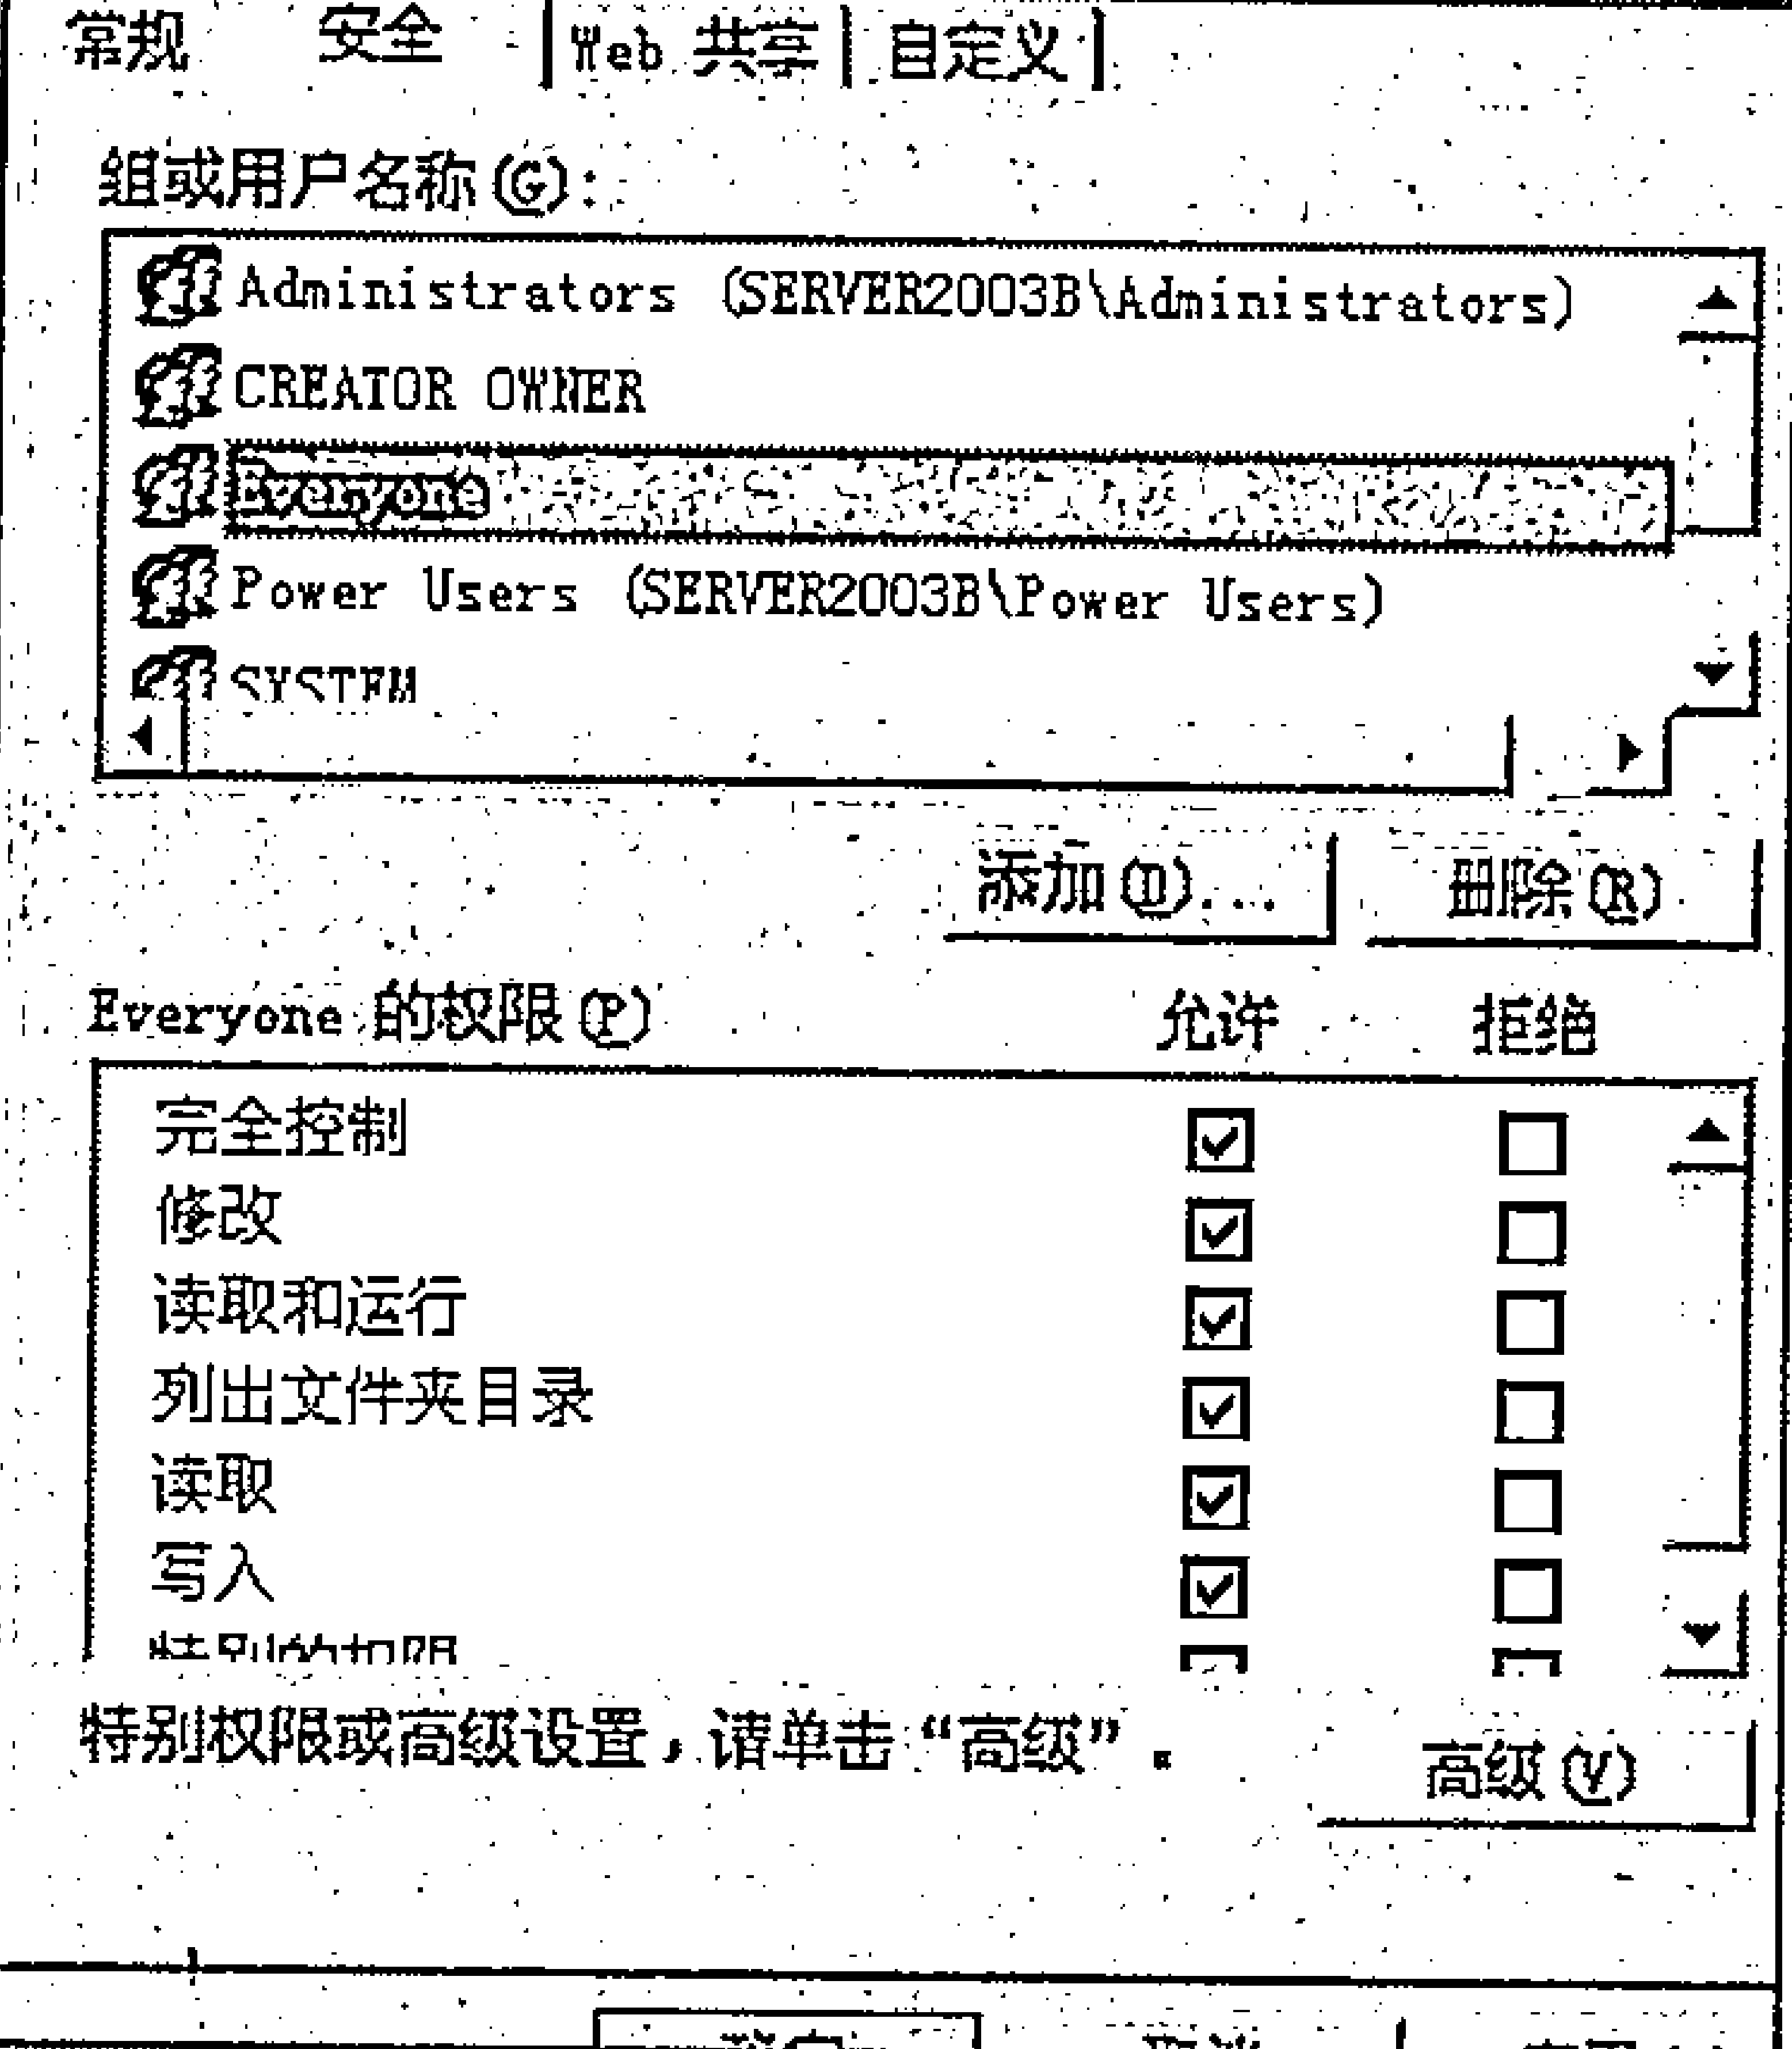 常规 安全 Web 共享 自定义
组或用户名称(G):
Administrators (SERVER2003B\Administrators)
CREATOR OWNER
Everyone
Power Users (SERVER2003B\Power Users)
SYSTEM
添加(D)... 删除(R)
Everyone 的权限(P) 允许 拒绝
完全控制
修改
读取和运行
列出文件夹目录
读取
写入
特别权限或高级设置，请单击“高级”。
高级(V)